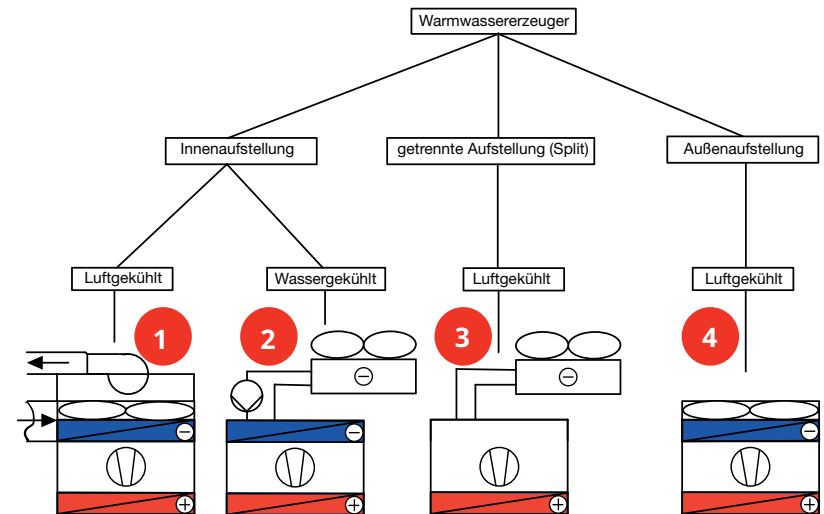 Warmwassererzeuger
Innenaufstellung
getrennte Aufstellung (Split)
Außenaufstellung
Luftgekühlt
Wassergekühlt
Luftgekühlt
Luftgekühlt
1
2
3
4